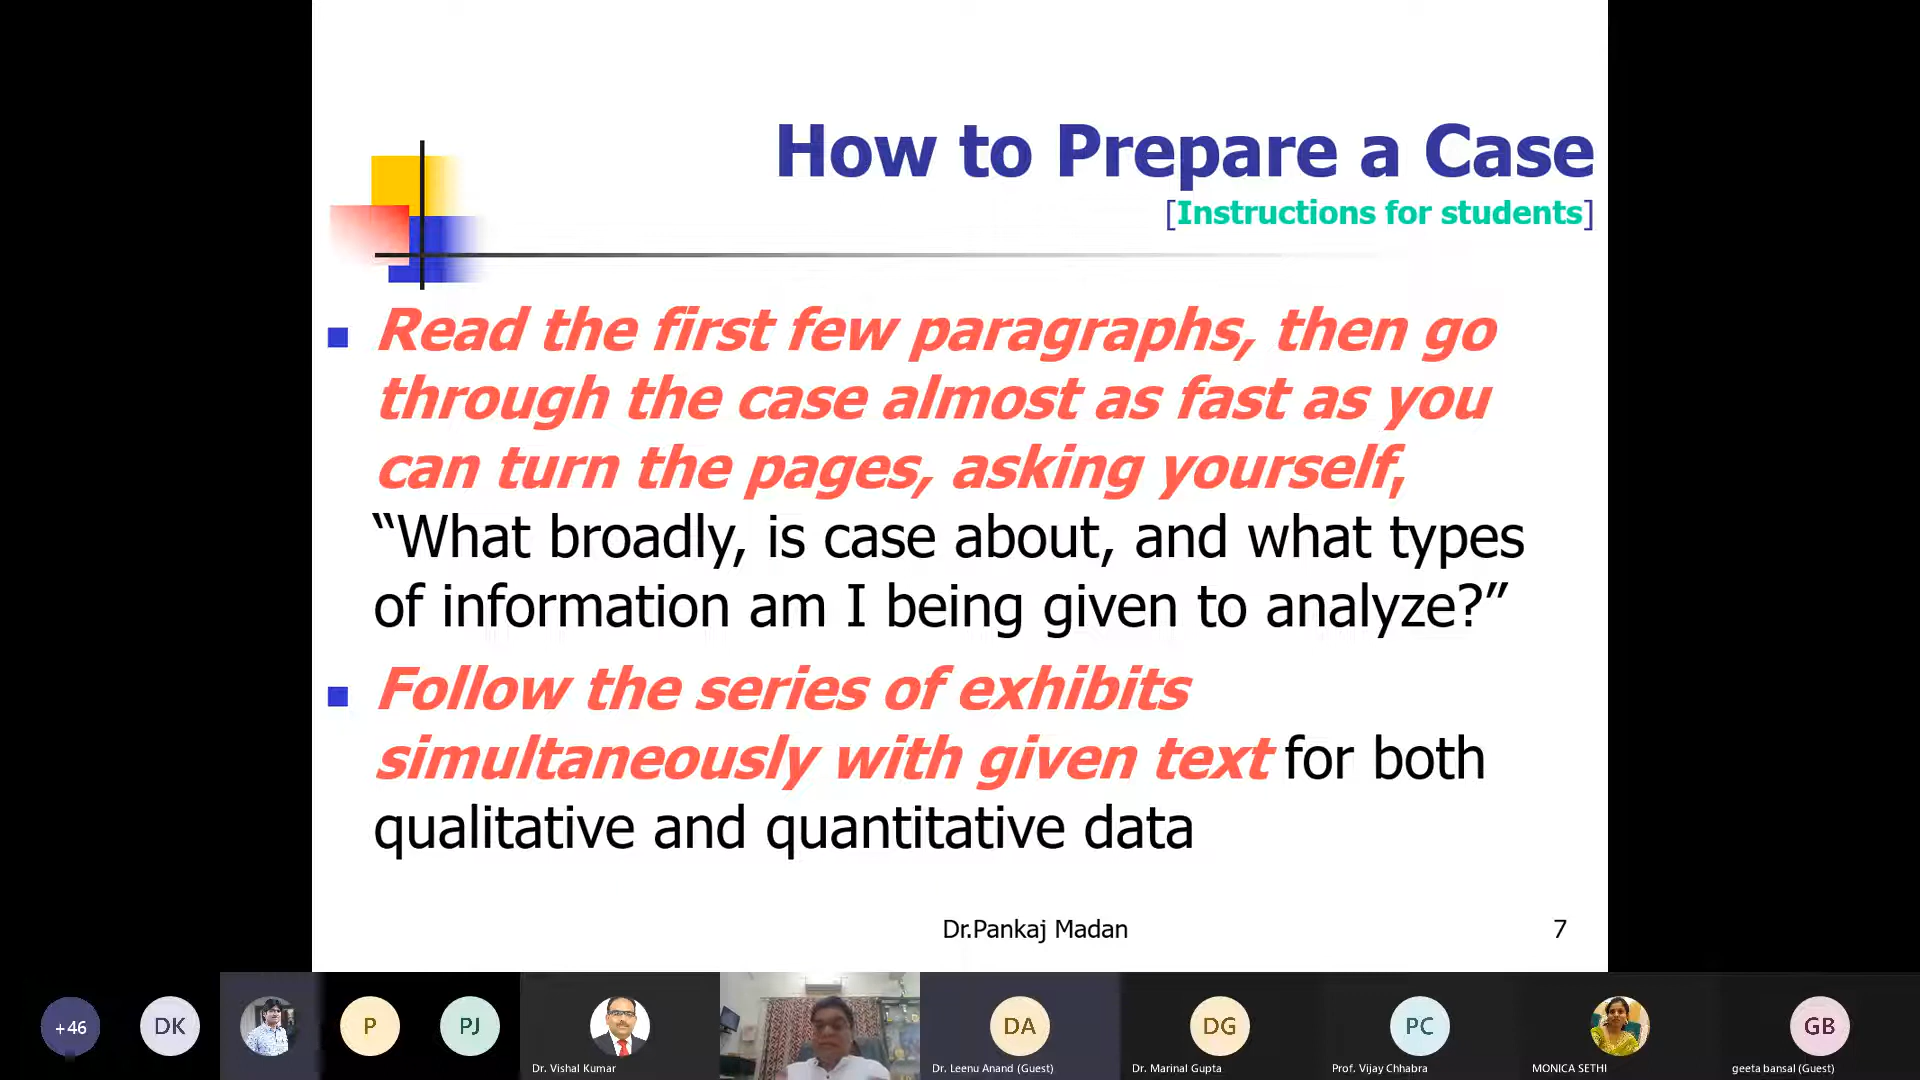 How to Prepare a Case
[Instructions for students]
Read the first few paragraphs, then go
through the case almost as fast as you
can turn the pages, asking yourself,
“What broadly, is case about, and what types
of information am I being given to analyze?”
Follow the series of exhibits
simultaneously with given text for both
qualitative and quantitative data
Dr.Pankaj Madan
7
+46
DK
P
PJ
Dr. Vishal Kumar
DA
Dr. Leenu Anand (Guest)
DG
Dr. Marinal Gupta
PC
Prof. Vijay Chhabra
MONICA SETHI
GB
geeta bansal (Guest)